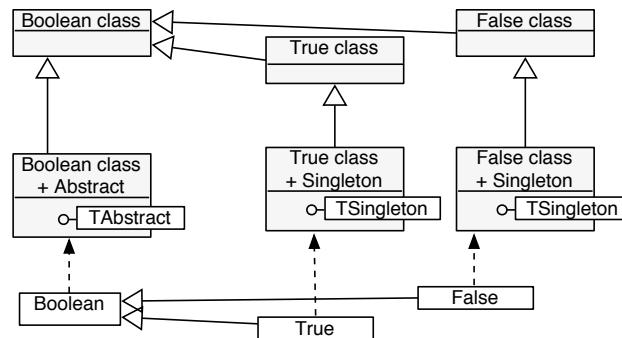 Boolean class
True class
False class
Boolean class
+ Abstract
TAbstract
True class
+ Singleton
TSingleton
False class
+ Singleton
TSingleton
Boolean
True
False